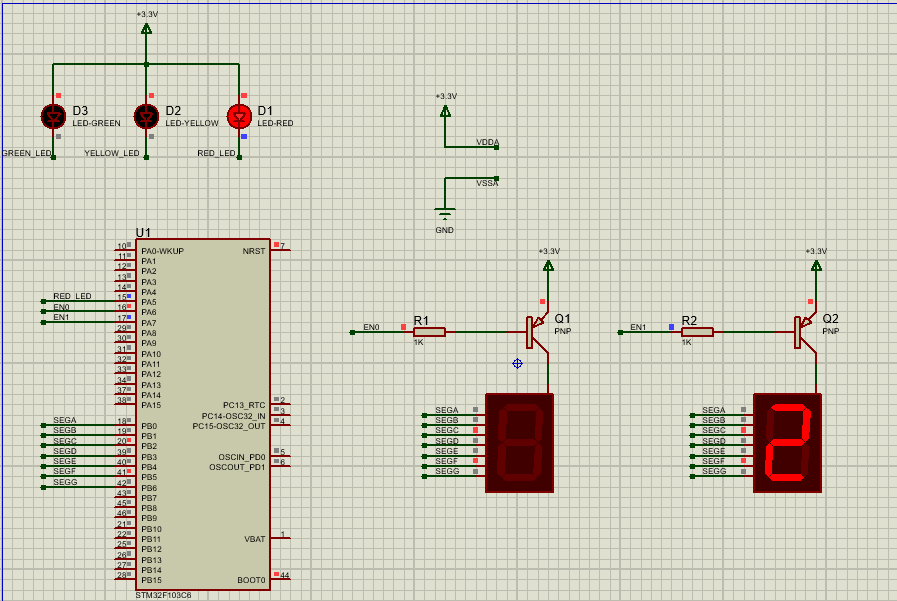 +3.3V
D3
LED-GREEN
D2
LED-YELLOW
D1
LED-RED
GREEN_LED
YELLOW_LED
RED_LED
+3.3V
VDDA
VSSA
GND
U1
10 PA0-WKUP NRST 7
11 PA1
12 PA2
13 PA3
14 PA4
RED_LED 15 PA5
EN0 16 PA6
EN1 17 PA7
29 PA8
30 PA9
31 PA10
32 PA11
33 PA12
34 PA13
37 PA14
38 PA15 PC13_RTC 2
PC14-OSC32_IN 3
SEGA 18 PB0 PC15-OSC32_OUT 4
SEGB 19 PB1
SEGC 20 PB2
SEGD 39 PB3 OSCIN_PD0 5
SEGE 40 PB4 OSCOUT_PD1 6
SEGF 41 PB5
SEGG 42 PB6
43 PB7
45 PB8
46 PB9
21 PB10
22 PB11 VBAT 1
25 PB12
26 PB13
27 PB14
28 PB15 BOOT0 44
STM32F103C6
+3.3V
EN0
R1
1K
Q1
PNP
SEGA
SEGB
SEGC
SEGD
SEGE
SEGF
SEGG
+3.3V
EN1
R2
1K
Q2
PNP
SEGA
SEGB
SEGC
SEGD
SEGE
SEGF
SEGG
2